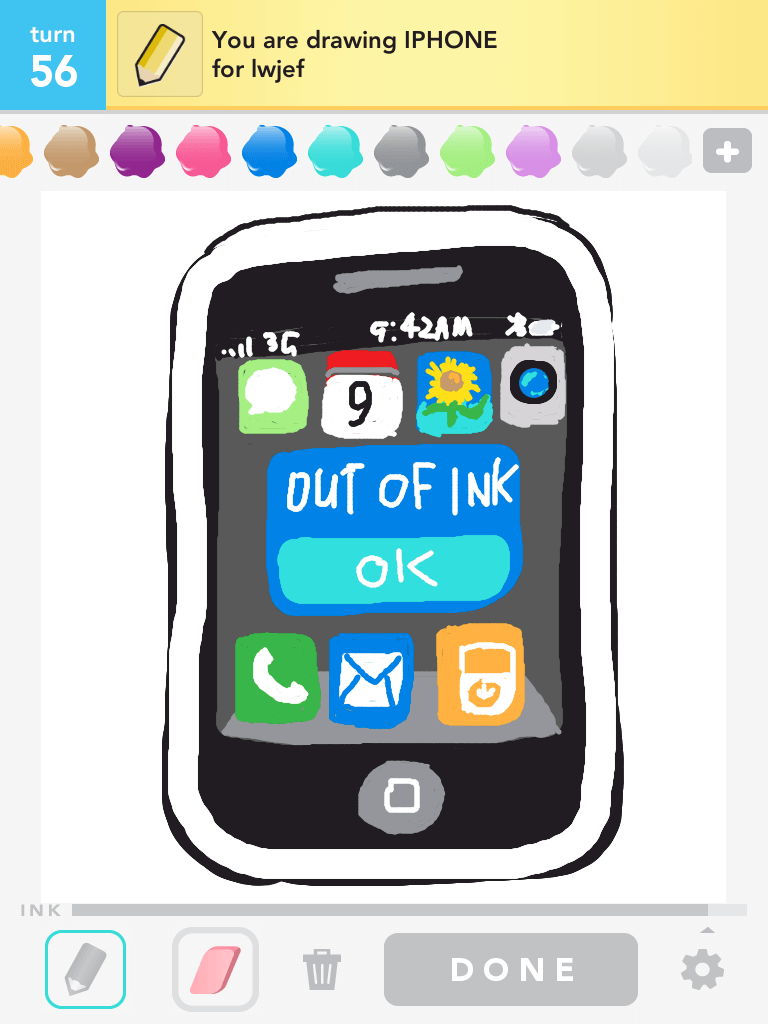 turn
56
You are drawing IPHONE
for lwjef
3G
9:42AM
9
OUT OF INK
OK
INK
DONE